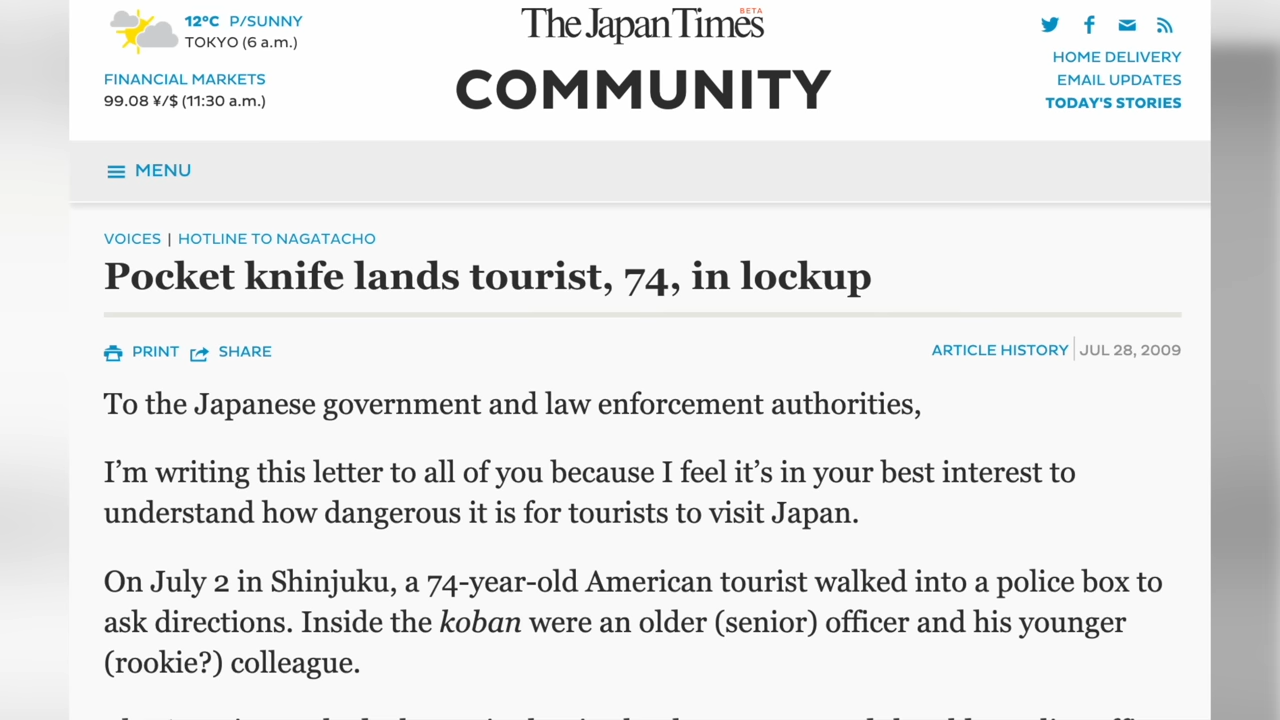 12°C P/SUNNY
TOKYO (6 a.m.)
FINANCIAL MARKETS
99.08 ¥/$ (11:30 a.m.)
The Japan Times BETA
COMMUNITY
HOME DELIVERY
EMAIL UPDATES
TODAY'S STORIES
MENU
VOICES | HOTLINE TO NAGATACHO
Pocket knife lands tourist, 74, in lockup
PRINT SHARE
ARTICLE HISTORY JUL 28, 2009
To the Japanese government and law enforcement authorities,
I’m writing this letter to all of you because I feel it’s in your best interest to
understand how dangerous it is for tourists to visit Japan.
On July 2 in Shinjuku, a 74-year-old American tourist walked into a police box to
ask directions. Inside the koban were an older (senior) officer and his younger
(rookie?) colleague.